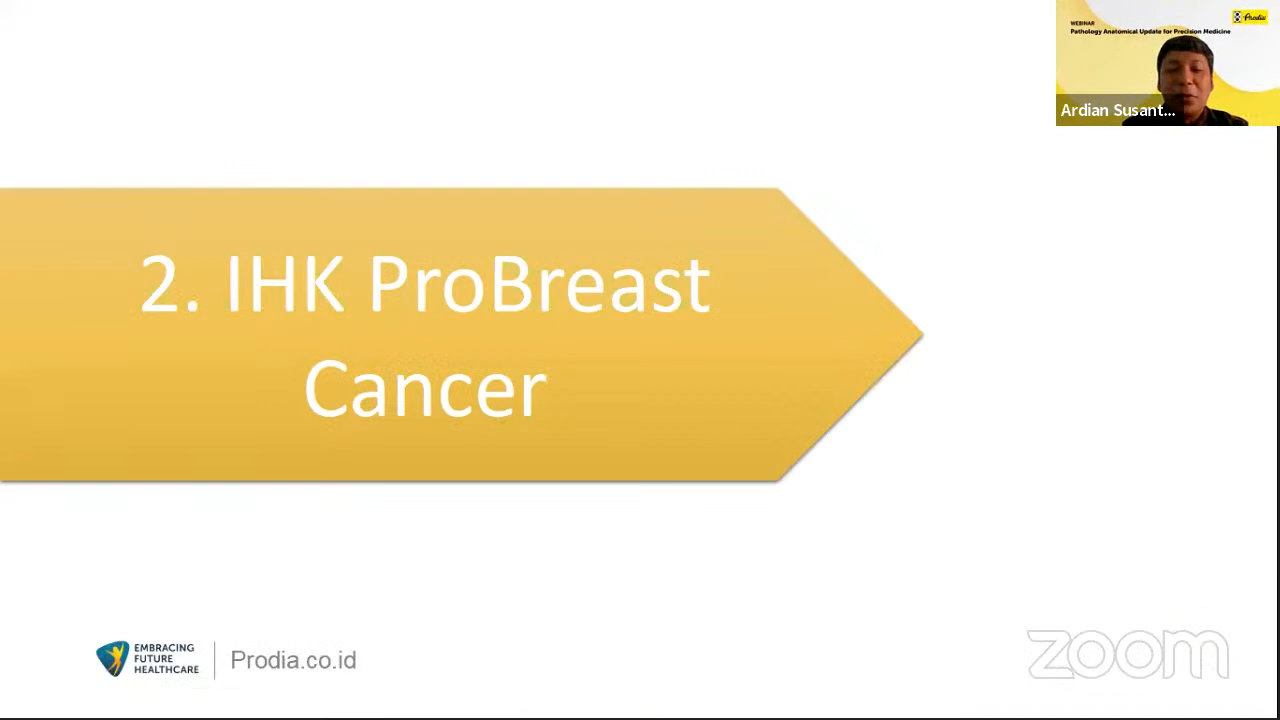 WEBINAR
Prodia
Pathology Anatomical Update for Precision Medicine
Ardian Susant...
2. IHK ProBreast
Cancer
EMBRACING
FUTURE
HEALTHCARE
Prodia.co.id
zoom